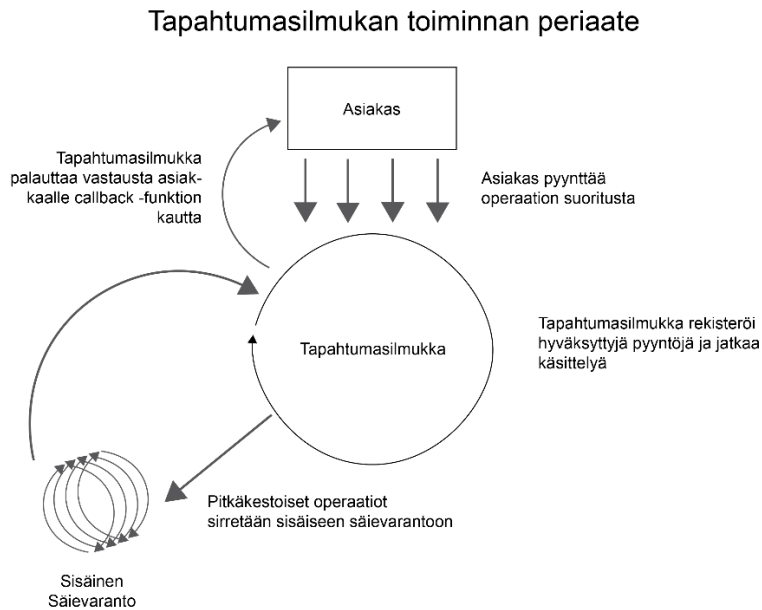 Tapahtumasilmukan toiminnan periaate
Asiakas
Tapahtumasilmukka
palauttaa vastausta asiak-
kaalle callback -funktion
kautta
Asiakas pyynttää
operaation suoritusta
Tapahtumasilmukka
Tapahtumasilmukka rekisteröi
hyväksyttyjä pyyntöjä ja jatkaa
käsittelyä
Pitkäkestoiset operaatiot
sirretään sisäiseen säievarantoon
Sisäinen
Säievaranto